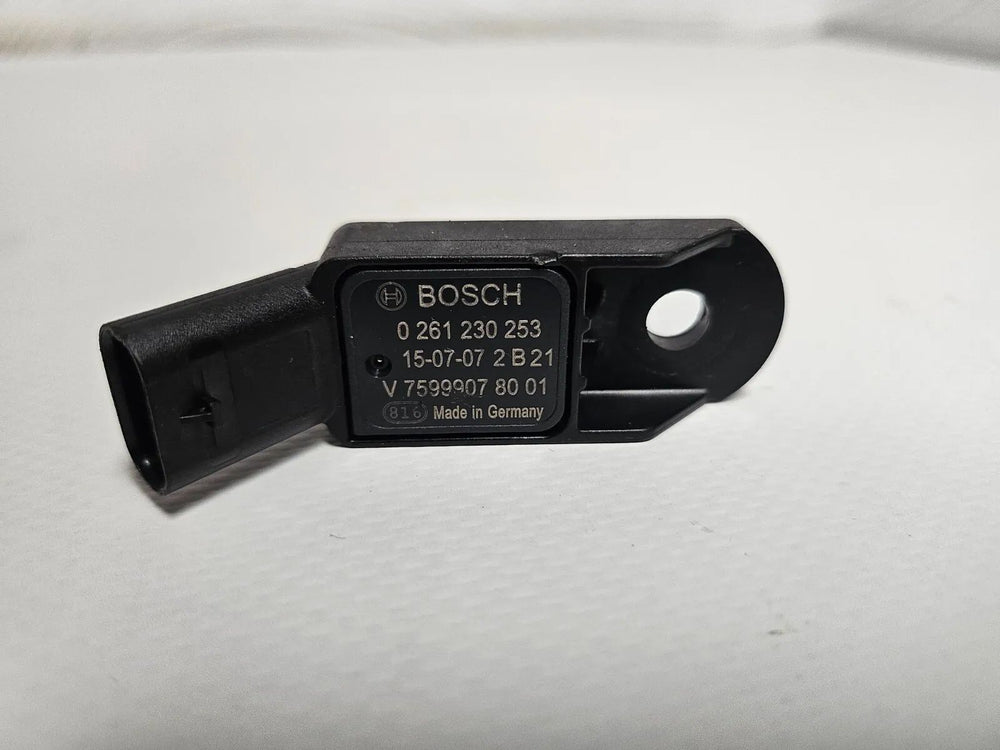 BOSCH
0 261 230 253
15-07-07 2 B 21
V 7599907 80 01
816 Made in Germany